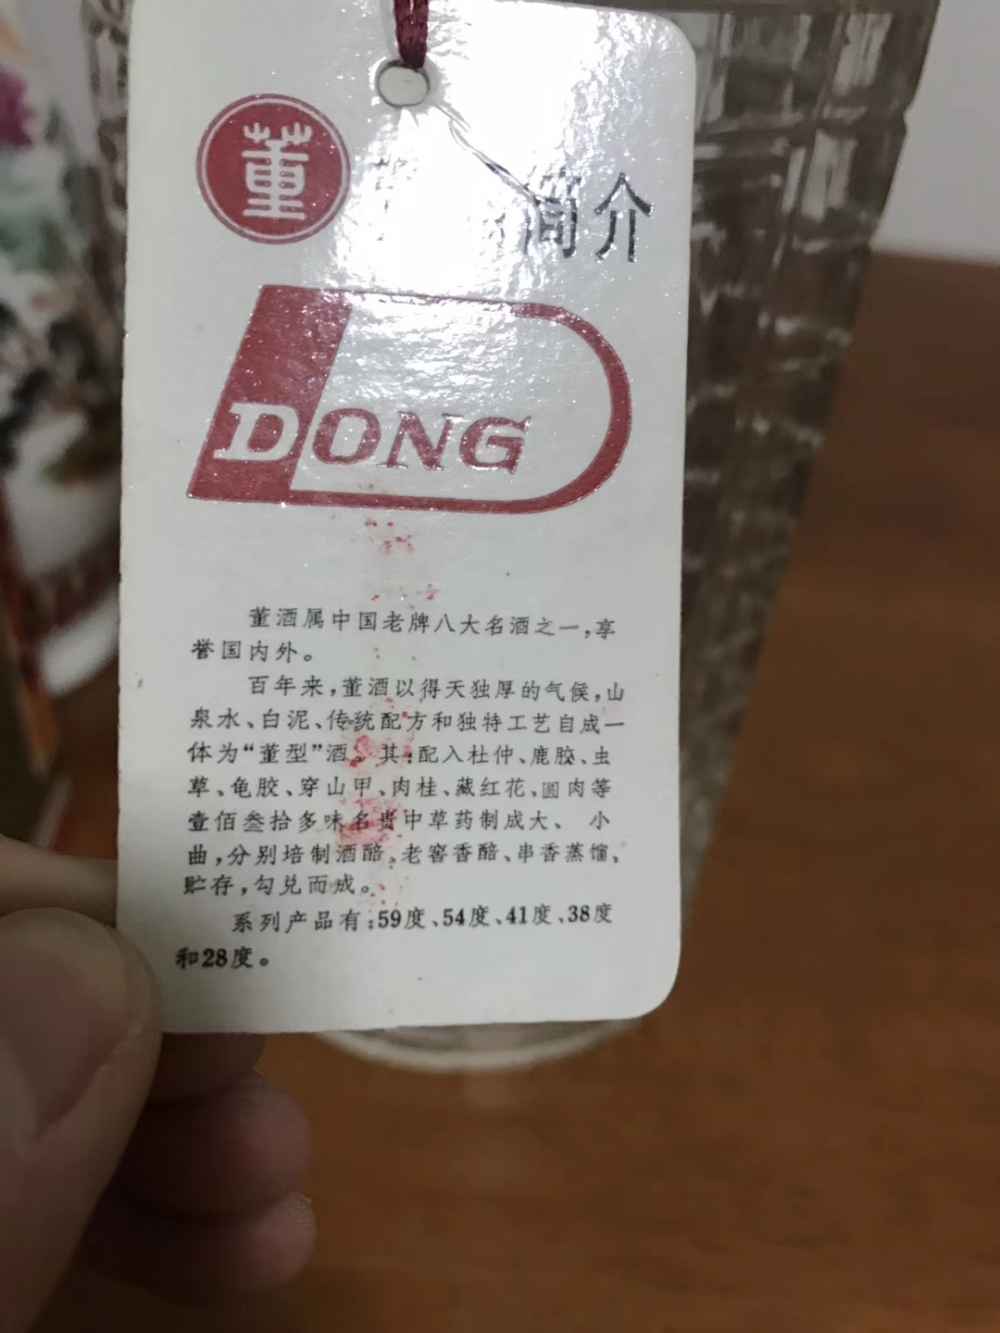 董
简介
DONG
董酒属中国老牌八大名酒之一，享
誉国内外。
百年来，董酒以得天独厚的气候，山
泉水、白泥、传统配方和独特工艺自成一
体为“董型”酒。其：配入杜仲、鹿胶、虫
草、龟胶、穿山甲、肉桂、藏红花、圆肉等
壹佰叁拾多味名贵中草药制成大、 小
曲，分别培制酒醅、老窖香醅、串香蒸馏、
贮存，勾兑而成。
系列产品有：59度、54度、41度、38度
和28度。